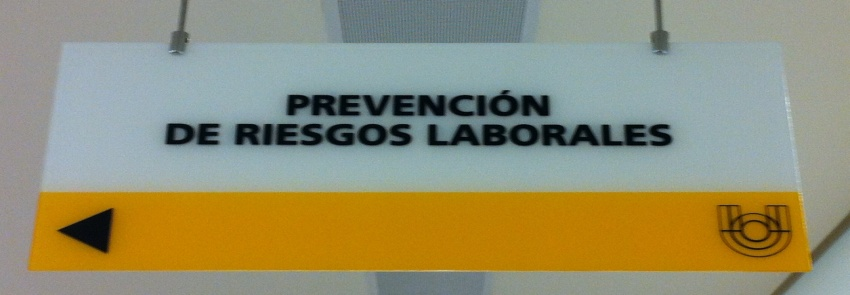 PREVENCIÓN
DE RIESGOS LABORALES